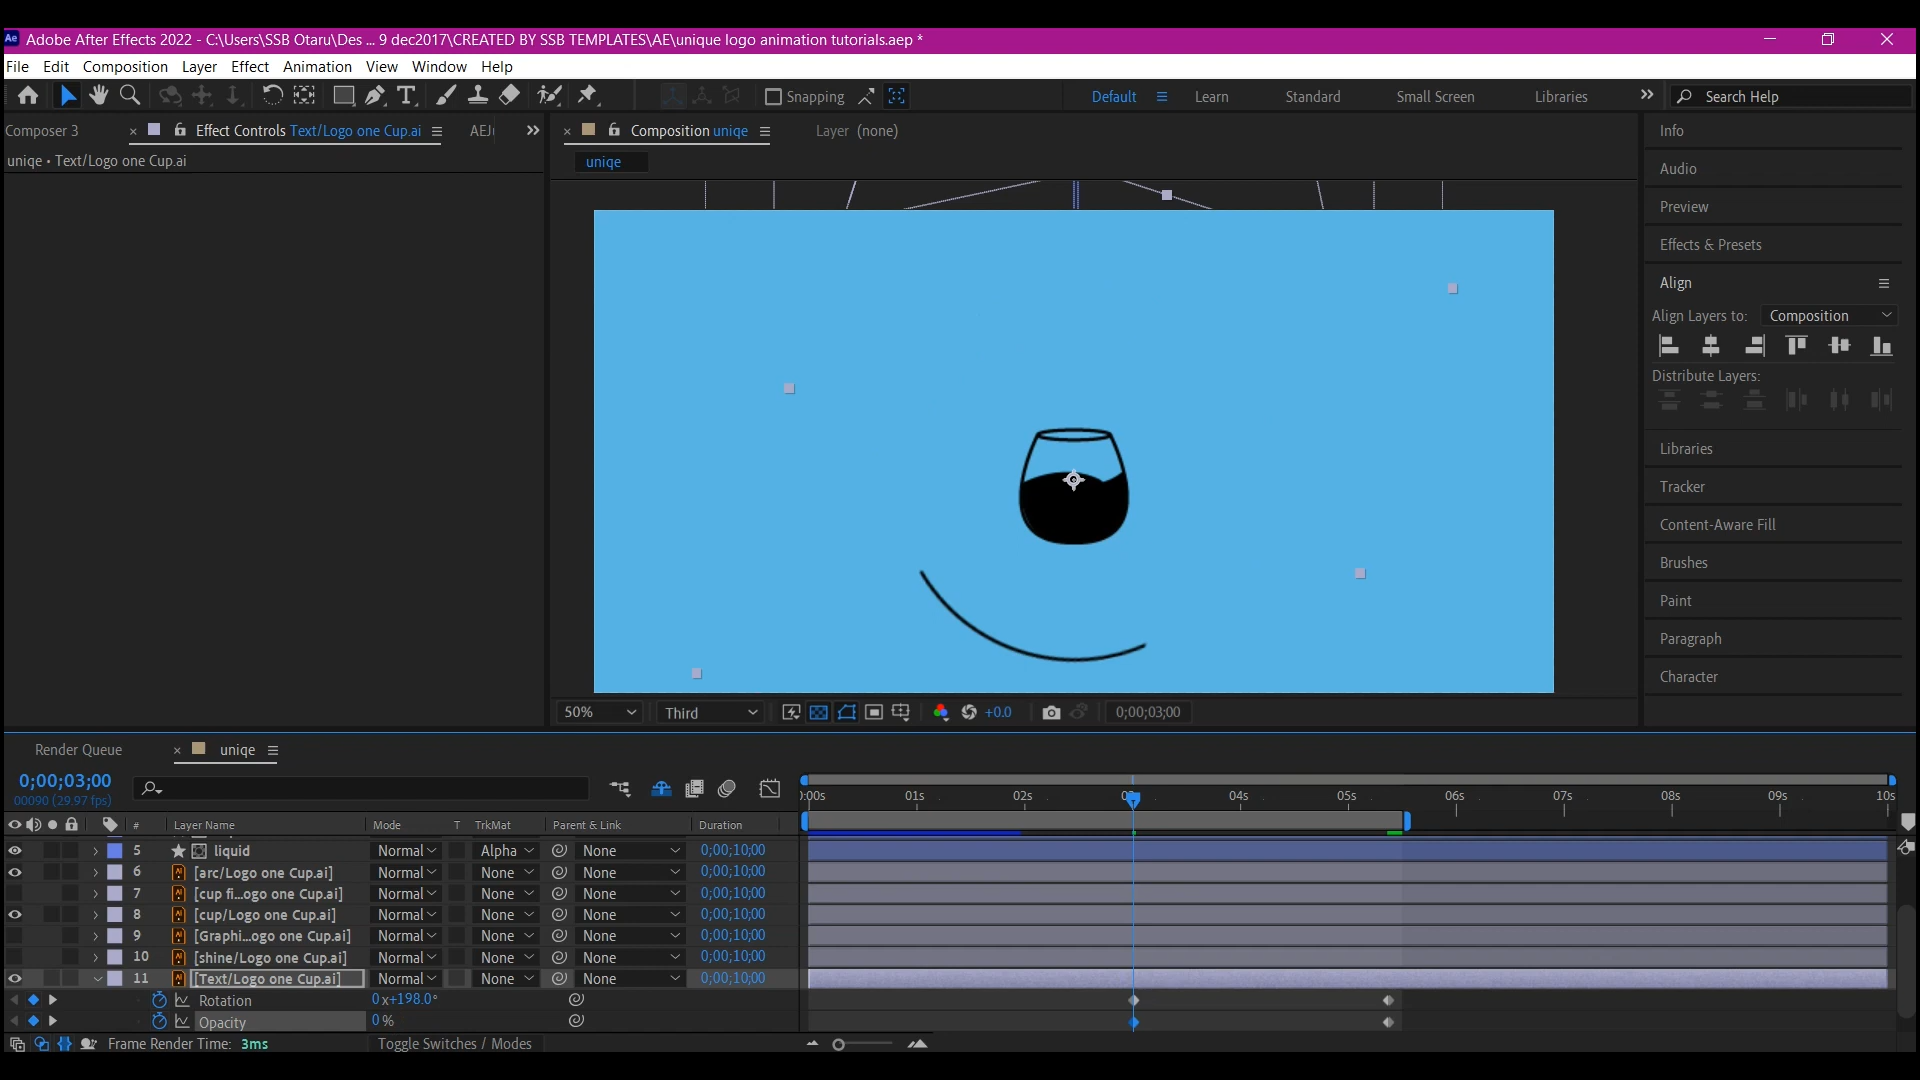 Ae Adobe After Effects 2022 - C:\Users\SSB Otaru\Des ... 9 dec2017\CREATED BY SSB TEMPLATES\AE\unique logo animation tutorials.aep *
File Edit Composition Layer Effect Animation View Window Help
Snapping Default Learn Standard Small Screen Libraries Search Help
Composer 3 Effect Controls Text/Logo one Cup.ai AEJ Composition uniqe Layer (none) Info
uniqe • Text/Logo one Cup.ai uniqe
Audio
Preview
Effects & Presets
Align
Align Layers to: Composition
Distribute Layers:
Libraries
Tracker
Content-Aware Fill
Brushes
Paint
Paragraph
Character
50% Third +0.0 0;00;03;00
Render Queue uniqe
0;00;03;00
00090 (29.97 fps)
:00s 01s 02s 04s 05s 06s 07s 08s 09s 10s
# Layer Name Mode T TrkMat Parent & Link Duration
5 liquid Normal Alpha None 0;00;10;00
6 [arc/Logo one Cup.ai] Normal None None 0;00;10;00
7 [cup fi...ogo one Cup.ai] Normal None None 0;00;10;00
8 [cup/Logo one Cup.ai] Normal None None 0;00;10;00
9 [Graphi...ogo one Cup.ai] Normal None None 0;00;10;00
10 [shine/Logo one Cup.ai] Normal None None 0;00;10;00
11 [Text/Logo one Cup.ai] Normal None None 0;00;10;00
Rotation 0x+198.0°
Opacity 0 %
Frame Render Time: 3ms Toggle Switches / Modes